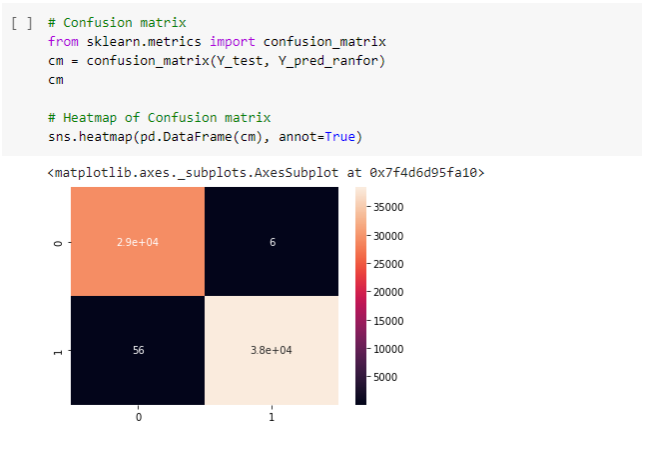 [ ] # Confusion matrix
from sklearn.metrics import confusion_matrix
cm = confusion_matrix(Y_test, Y_pred_ranfor)
cm
# Heatmap of Confusion matrix
sns.heatmap(pd.DataFrame(cm), annot=True)
<matplotlib.axes._subplots.AxesSubplot at 0x7f4d6d95fa10>
35000
0 2.9e+04 6 30000
25000
20000
15000
1 56 3.8e+04 10000
5000
0 1